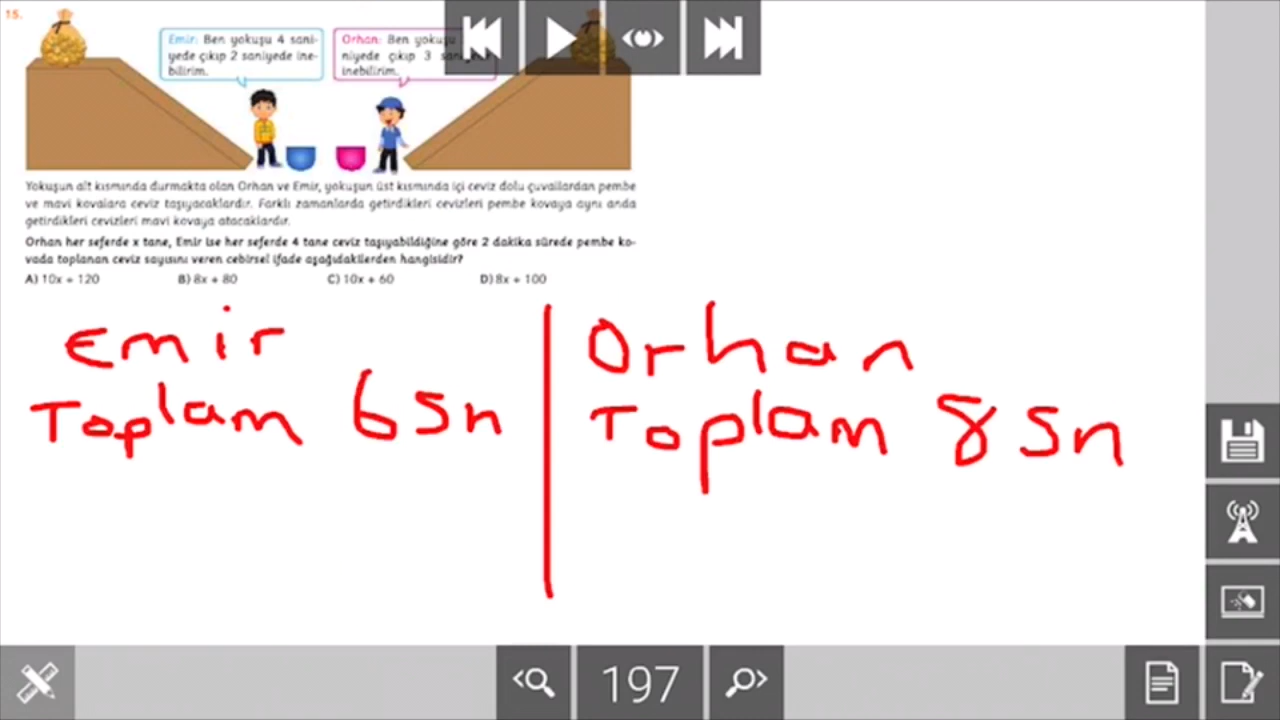 15.
Emir: Ben yokuşu 4 sani-
yede çıkıp 2 saniyede ine-
bilirim.
Orhan: Ben yokuşu
niyede çıkıp 3
inebilirim.
Yokuşun alt kısmında durmakta olan Orhan ve Emir, yokuşun üst kısmında içi ceviz dolu çuvallardan pembe
ve mavi kovalara ceviz taşıyacaklardır. Farklı zamanlarda getirdikleri cevizleri pembe kovaya aynı anda
getirdikleri cevizleri mavi kovaya atacaklardır.
Orhan her seferde x tane, Emir ise her seferde 4 tane ceviz taşıyabildiğine göre 2 dakika sürede pembe ko-
vada toplanan ceviz sayısını veren cebirsel ifade aşağıdakilerden hangisidir?
A) 10x + 120 B) 8x + 80 C) 10x + 60 D) 8x + 100
Emir
Toplam 6 Sn
Orhan
Toplam 8 Sn
197